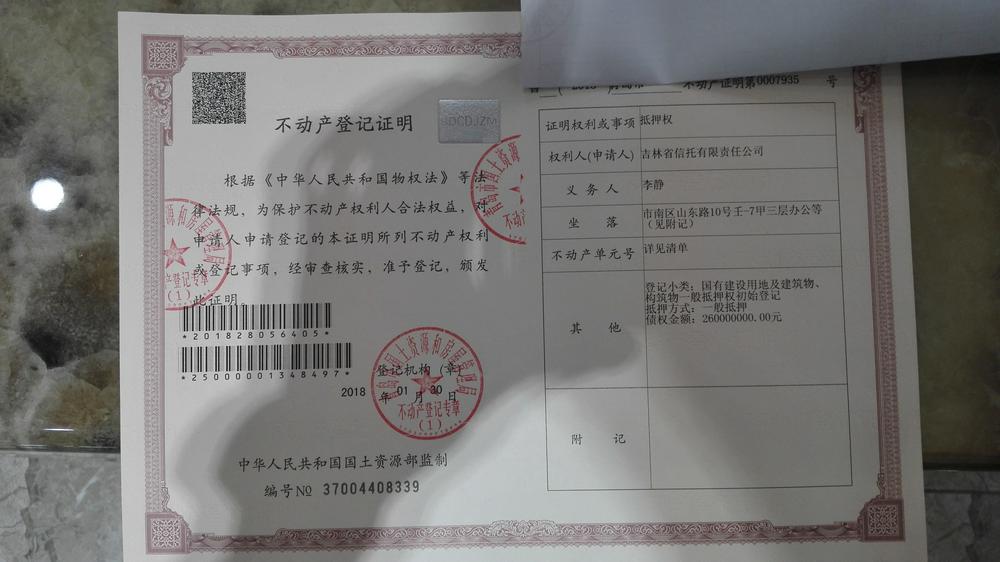 不动产登记证明
SDCDJZM
根据《中华人民共和国物权法》等法
律法规，为保护不动产权利人合法权益，对
申请人申请登记的本证明所列不动产权利
或登记事项，经审查核实，准予登记，颁发
此证明。
*201828056405*
*25000001348497*
登记机构（章）
2018 年 01 月 30 日
不动产登记专章
（1）
中华人民共和国国土资源部监制
编号№ 37004408339
不动产证明第0007935 号
证明权利或事项 抵押权
权利人(申请人) 吉林省信托有限责任公司
义务人 李静
坐落 市南区山东路10号壬-7甲三层办公等
（见附记）
不动产单元号 详见清单
其他 登记小类：国有建设用地及建筑物、
构筑物一般抵押权初始登记
抵押方式：一般抵押
债权金额：260000000.00元
附记